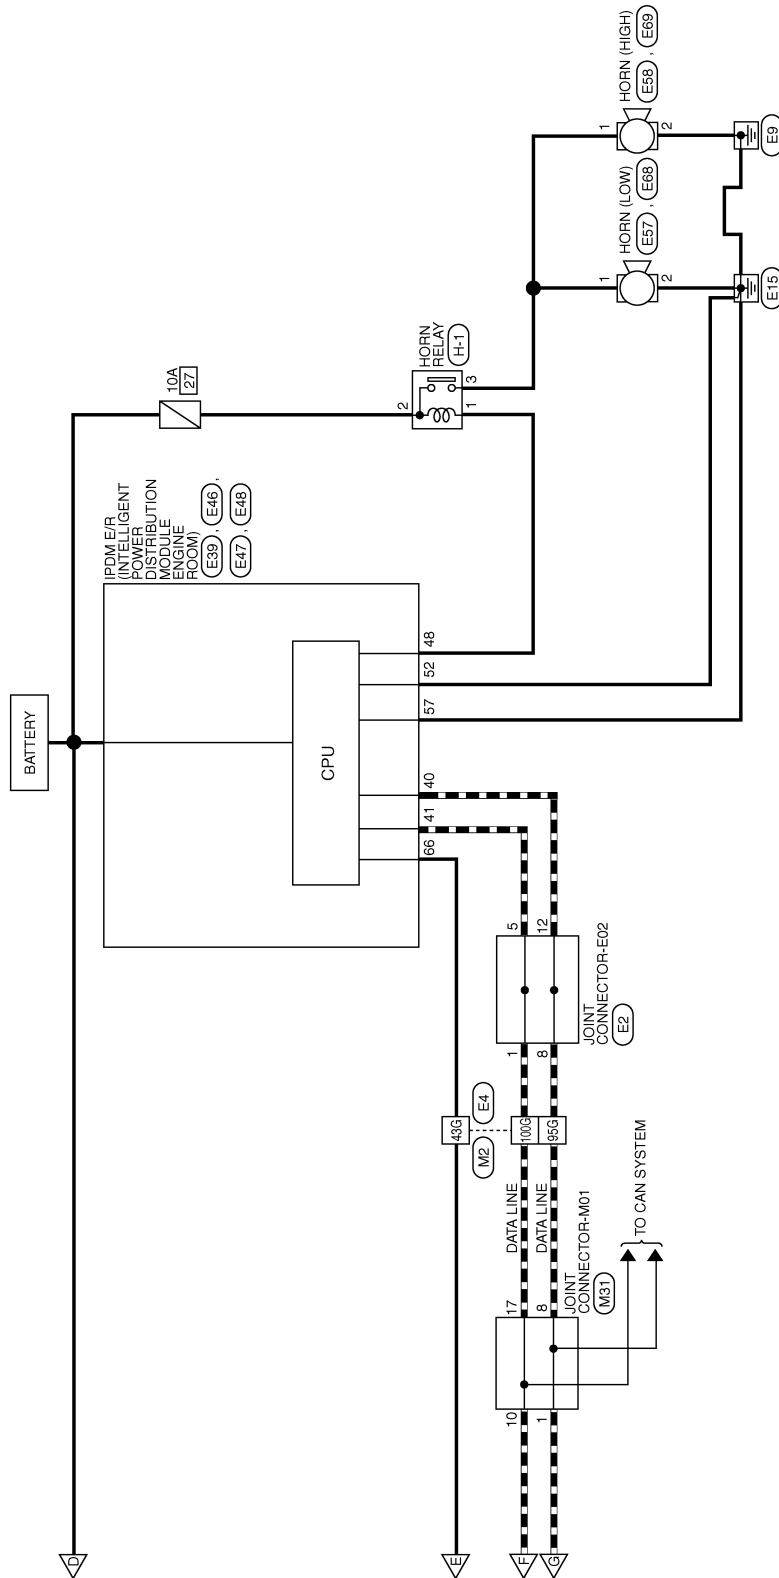 BATTERY
IPDM E/R
(INTELLIGENT
POWER
DISTRIBUTION
MODULE
ENGINE
ROOM)
E39 , E46 ,
E47 , E48
CPU
66
41
40
57
52
48
10A
27
HORN
RELAY
H-1
2
1
3
HORN (LOW)
E57 , E68
1
2
HORN (HIGH)
E58 , E69
1
2
E15
E9
5
12
JOINT
CONNECTOR-E02
E2
1
8
43G
100G
95G
M2
E4
DATA LINE
DATA LINE
17
8
JOINT
CONNECTOR-M01
M31
TO CAN SYSTEM
10
1
D
E
F
G